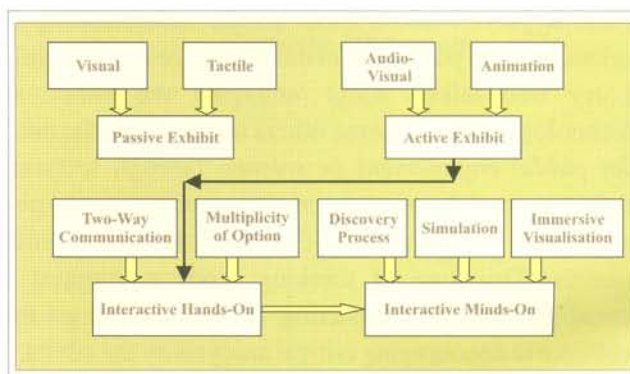 Visual
Tactile
Audio-
Visual
Animation
Passive Exhibit
Active Exhibit
Two-Way
Communication
Multiplicity
of Option
Discovery
Process
Simulation
Immersive
Visualisation
Interactive Hands-On
Interactive Minds-On